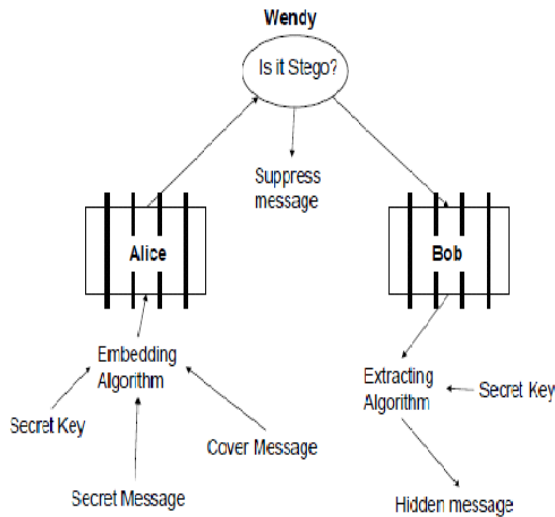 Wendy
Is it Stego?
Suppress
message
Alice
Bob
Embedding
Algorithm
Extracting
Algorithm
Secret Key
Secret Key
Cover Message
Secret Message
Hidden message